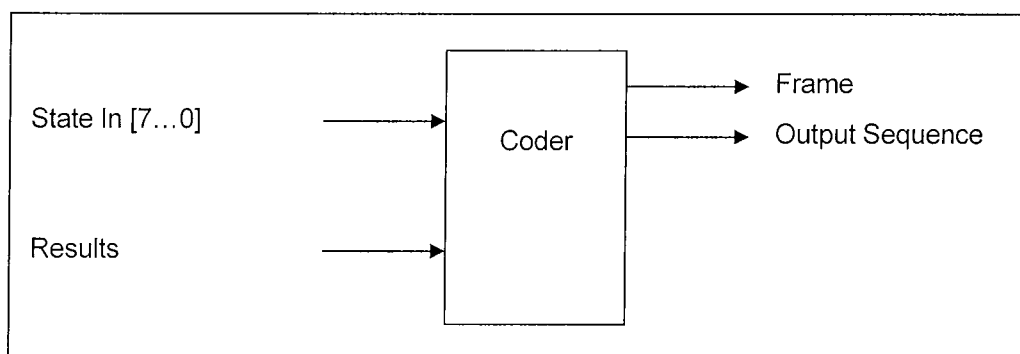 State In [7...0]
Results
Coder
Frame
Output Sequence